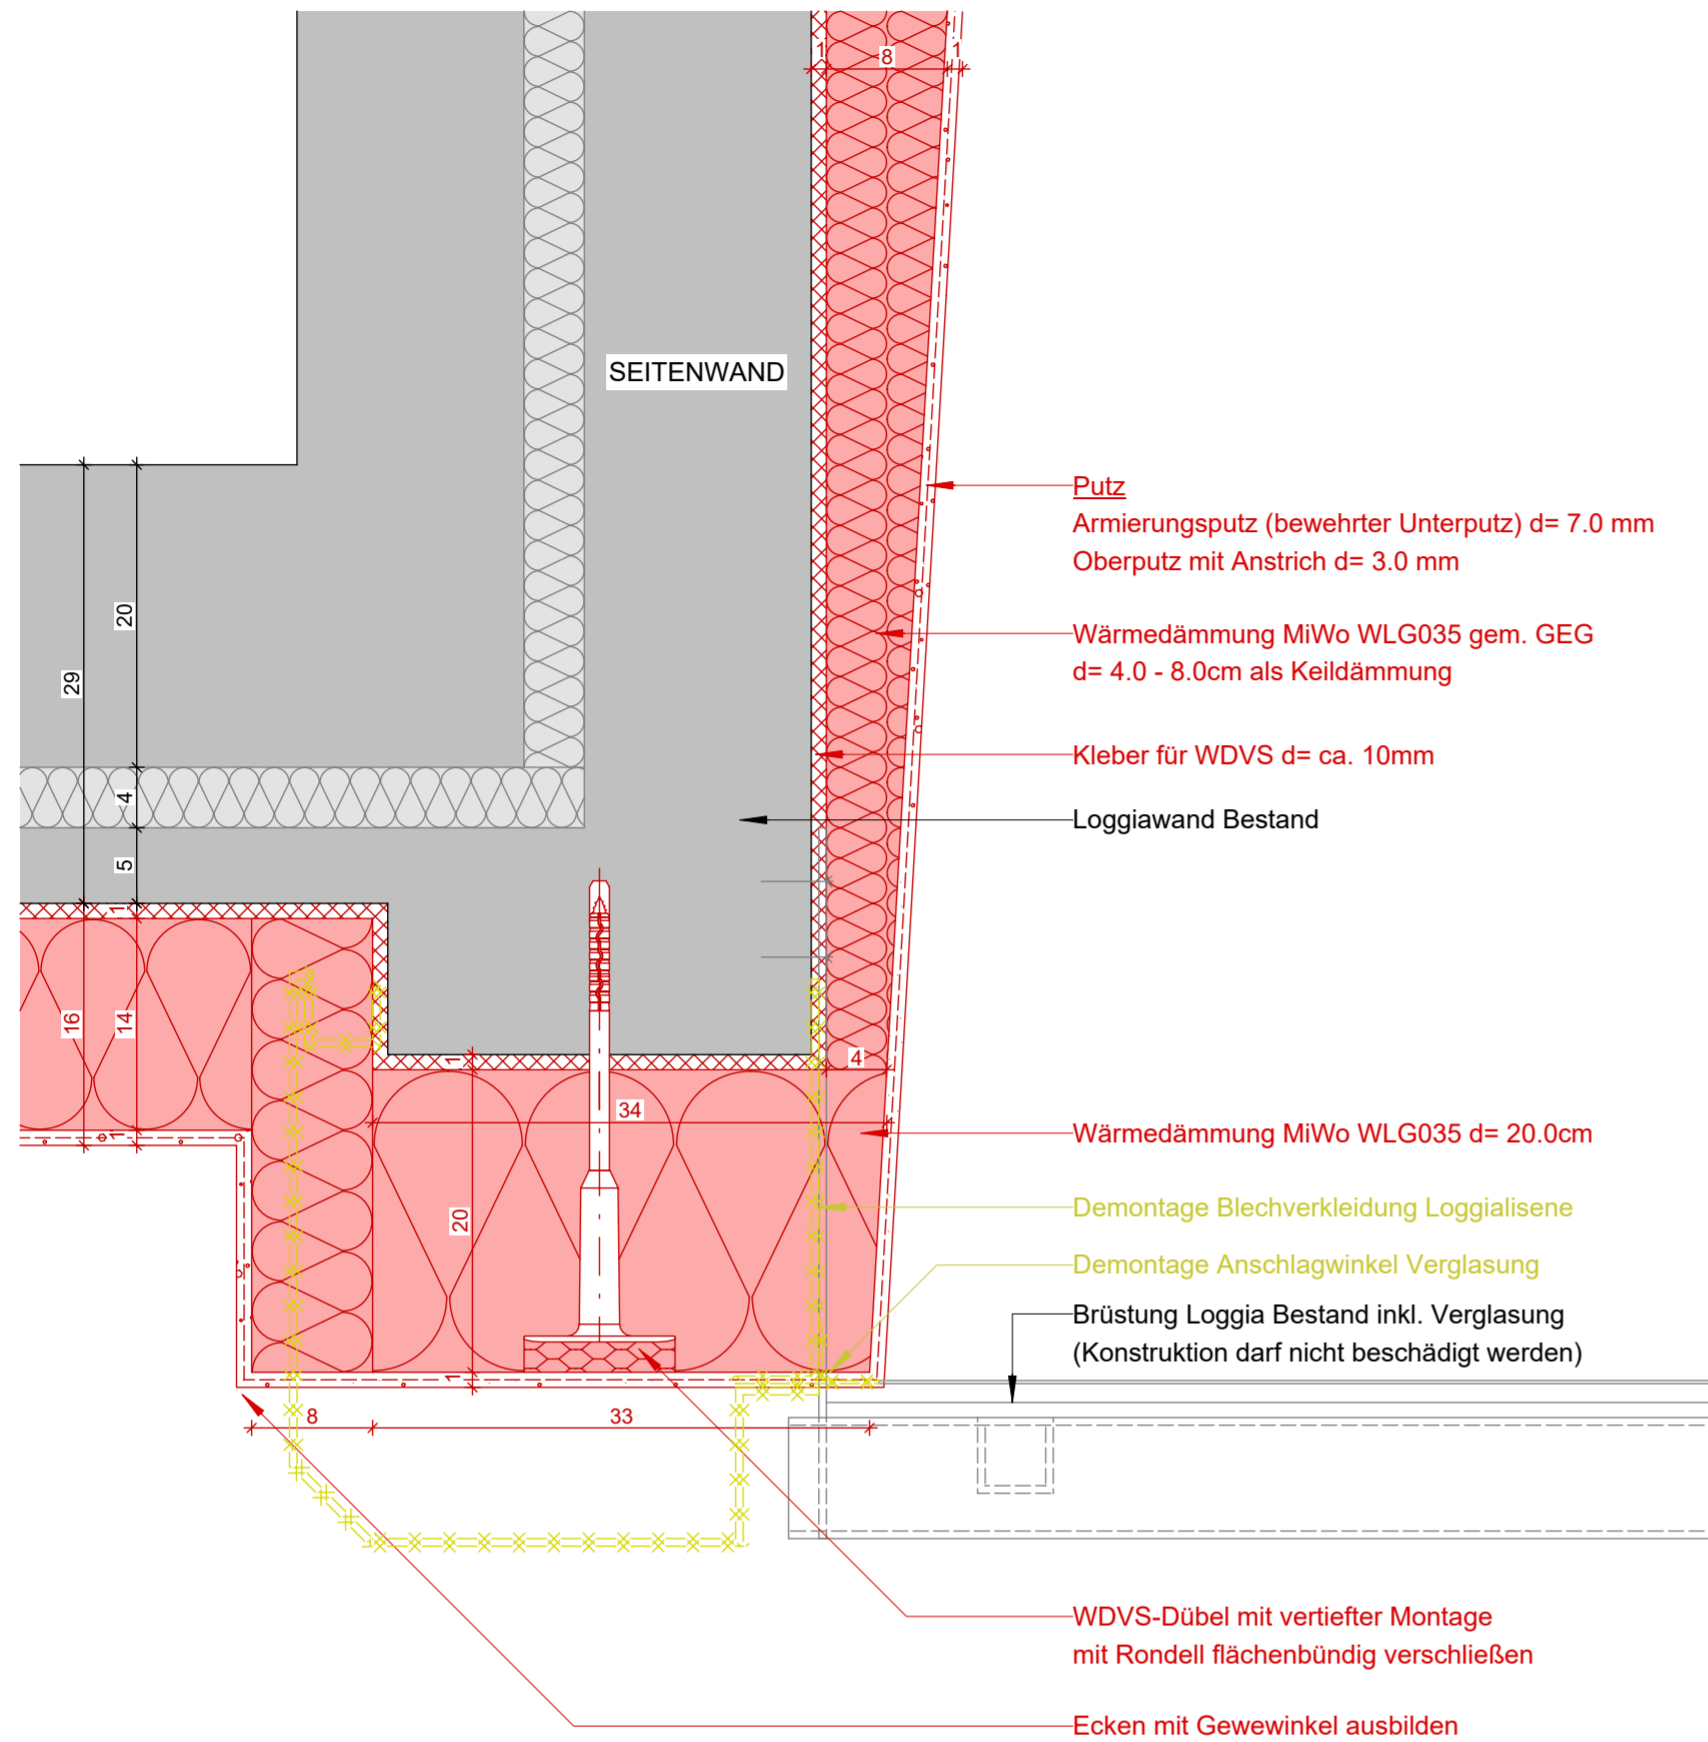 1
8
1
SEITENWAND
20
29
4
5
Putz
Armierungsputz (bewehrter Unterputz) d= 7.0 mm
Oberputz mit Anstrich d= 3.0 mm
Wärmedämmung MiWo WLG035 gem. GEG
d= 4.0 - 8.0cm als Keildämmung
Kleber für WDVS d= ca. 10mm
Loggiawand Bestand
1
16
14
1
1
4
34
20
1
Wärmedämmung MiWo WLG035 d= 20.0cm
Demontage Blechverkleidung Loggialisene
Demontage Anschlagwinkel Verglasung
Brüstung Loggia Bestand inkl. Verglasung
(Konstruktion darf nicht beschädigt werden)
8
33
WDVS-Dübel mit vertiefter Montage
mit Rondell flächenbündig verschließen
Ecken mit Gewewinkel ausbilden